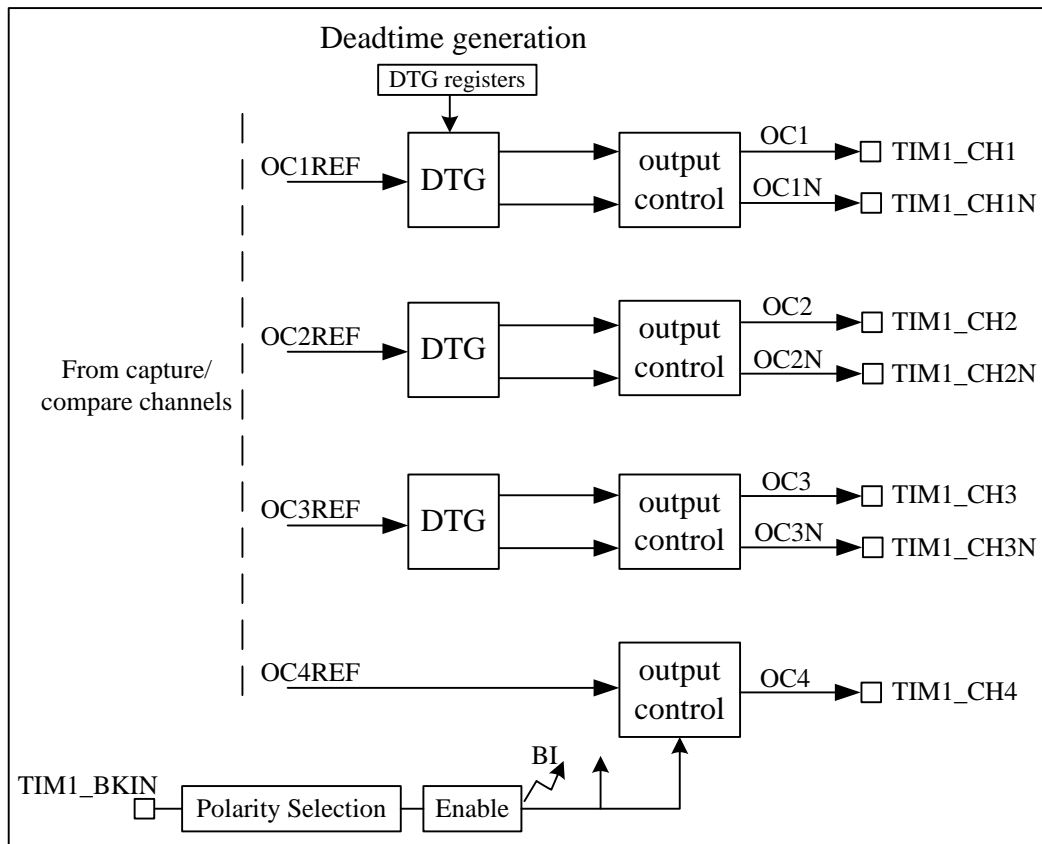 Deadtime generation
DTG registers
OC1REF
DTG
output
control
OC1
TIM1_CH1
OC1N
TIM1_CH1N
OC2REF
DTG
output
control
OC2
TIM1_CH2
OC2N
TIM1_CH2N
From capture/
compare channels
OC3REF
DTG
output
control
OC3
TIM1_CH3
OC3N
TIM1_CH3N
OC4REF
output
control
OC4
TIM1_CH4
TIM1_BKIN
Polarity Selection
Enable
BI